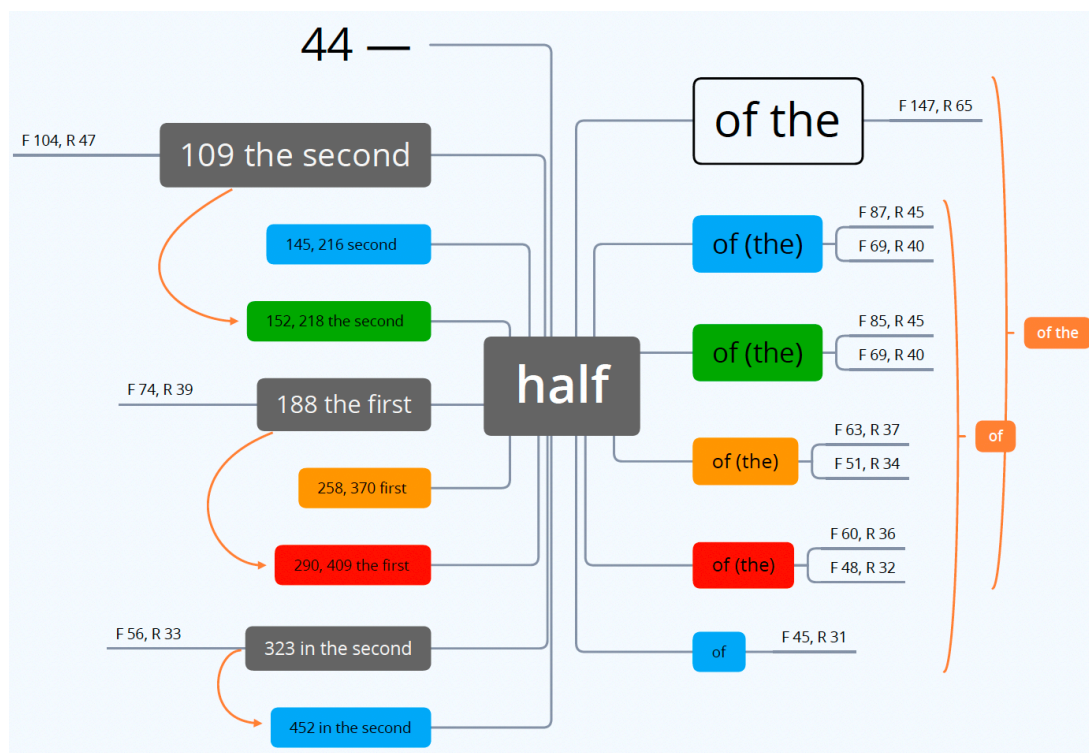 44 —
F 104, R 47
109 the second
145, 216 second
152, 218 the second
F 74, R 39
188 the first
258, 370 first
290, 409 the first
F 56, R 33
323 in the second
452 in the second
half
of the
F 147, R 65
of (the)
F 87, R 45
F 69, R 40
of (the)
F 85, R 45
F 69, R 40
of (the)
F 63, R 37
F 51, R 34
of (the)
F 60, R 36
F 48, R 32
of
F 45, R 31
of the
of